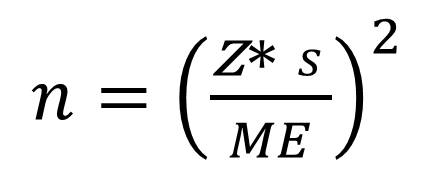 n = (Z* s / ME)²